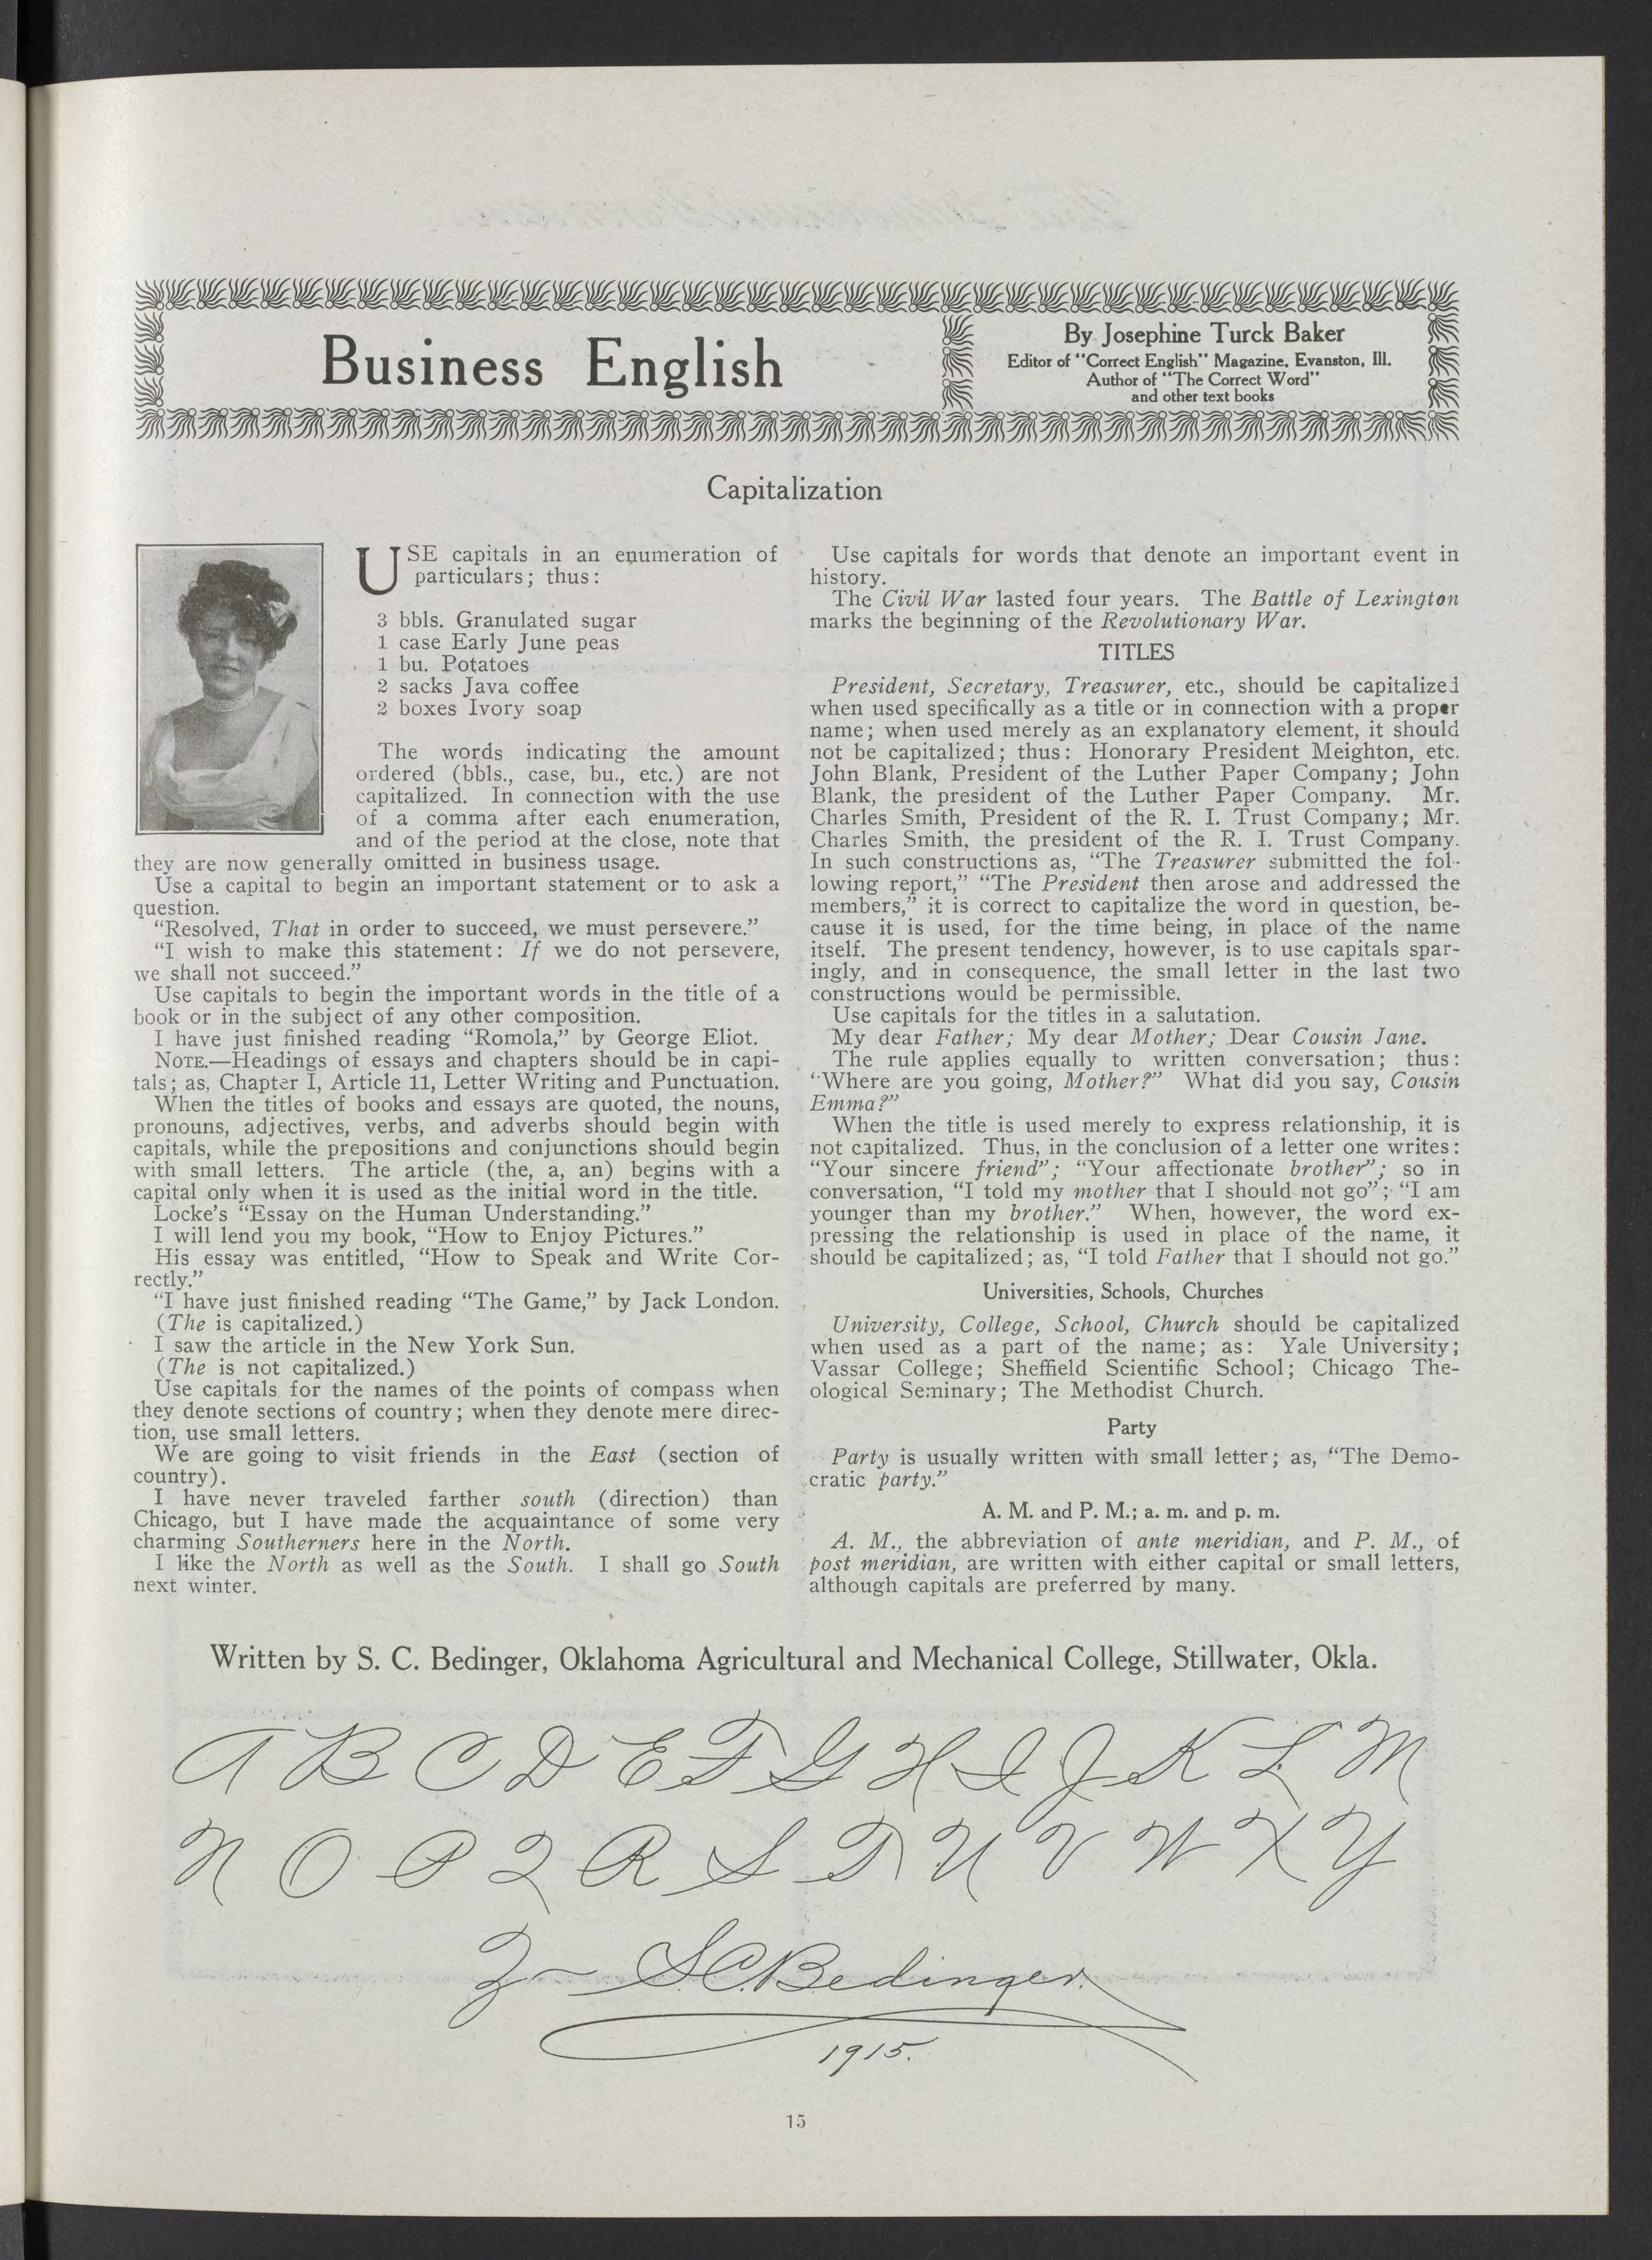 Business English
By Josephine Turck Baker
Editor of "Correct English" Magazine, Evanston, Ill.
Author of "The Correct Word"
and other text books
Capitalization
USE capitals in an enumeration of
particulars; thus:
3 bbls. Granulated sugar
1 case Early June peas
1 bu. Potatoes
2 sacks Java coffee
2 boxes Ivory soap
The words indicating the amount
ordered (bbls., case, bu., etc.) are not
capitalized. In connection with the use
of a comma after each enumeration,
and of the period at the close, note that
they are now generally omitted in business usage.
Use a capital to begin an important statement or to ask a
question.
"Resolved, That in order to succeed, we must persevere."
"I wish to make this statement: If we do not persevere,
we shall not succeed."
Use capitals to begin the important words in the title of a
book or in the subject of any other composition.
I have just finished reading "Romola," by George Eliot.
NOTE.—Headings of essays and chapters should be in capi-
tals; as, Chapter I, Article 11, Letter Writing and Punctuation.
When the titles of books and essays are quoted, the nouns,
pronouns, adjectives, verbs, and adverbs should begin with
capitals, while the prepositions and conjunctions should begin
with small letters. The article (the, a, an) begins with a
capital only when it is used as the initial word in the title.
Locke's "Essay on the Human Understanding."
I will lend you my book, "How to Enjoy Pictures."
His essay was entitled, "How to Speak and Write Cor-
rectly."
"I have just finished reading "The Game," by Jack London.
(The is capitalized.)
I saw the article in the New York Sun.
(The is not capitalized.)
Use capitals for the names of the points of compass when
they denote sections of country; when they denote mere direc-
tion, use small letters.
We are going to visit friends in the East (section of
country).
I have never traveled farther south (direction) than
Chicago, but I have made the acquaintance of some very
charming Southerners here in the North.
I like the North as well as the South. I shall go South
next winter.
Use capitals for words that denote an important event in
history.
The Civil War lasted four years. The Battle of Lexington
marks the beginning of the Revolutionary War.
TITLES
President, Secretary, Treasurer, etc., should be capitalized
when used specifically as a title or in connection with a proper
name; when used merely as an explanatory element, it should
not be capitalized; thus: Honorary President Meighton, etc.
John Blank, President of the Luther Paper Company; John
Blank, the president of the Luther Paper Company. Mr.
Charles Smith, President of the R. I. Trust Company; Mr.
Charles Smith, the president of the R. I. Trust Company.
In such constructions as, "The Treasurer submitted the fol-
lowing report," "The President then arose and addressed the
members," it is correct to capitalize the word in question, be-
cause it is used, for the time being, in place of the name
itself. The present tendency, however, is to use capitals spar-
ingly, and in consequence, the small letter in the last two
constructions would be permissible.
Use capitals for the titles in a salutation.
My dear Father; My dear Mother; Dear Cousin Jane.
The rule applies equally to written conversation; thus:
"Where are you going, Mother?" What did you say, Cousin
Emma?"
When the title is used merely to express relationship, it is
not capitalized. Thus, in the conclusion of a letter one writes:
"Your sincere friend"; "Your affectionate brother"; so in
conversation, "I told my mother that I should not go"; "I am
younger than my brother." When, however, the word ex-
pressing the relationship is used in place of the name, it
should be capitalized; as, "I told Father that I should not go."
Universities, Schools, Churches
University, College, School, Church should be capitalized
when used as a part of the name; as: Yale University;
Vassar College; Sheffield Scientific School; Chicago The-
ological Seminary; The Methodist Church.
Party
Party is usually written with small letter; as, "The Demo-
cratic party."
A. M. and P. M.; a. m. and p. m.
A. M., the abbreviation of ante meridian, and P. M., of
post meridian, are written with either capital or small letters,
although capitals are preferred by many.
Written by S. C. Bedinger, Oklahoma Agricultural and Mechanical College, Stillwater, Okla.
A B C D E F G H I J K L M
N O P Q R S T U V W X Y
Z — S.C. Bedinger.
1915.
15